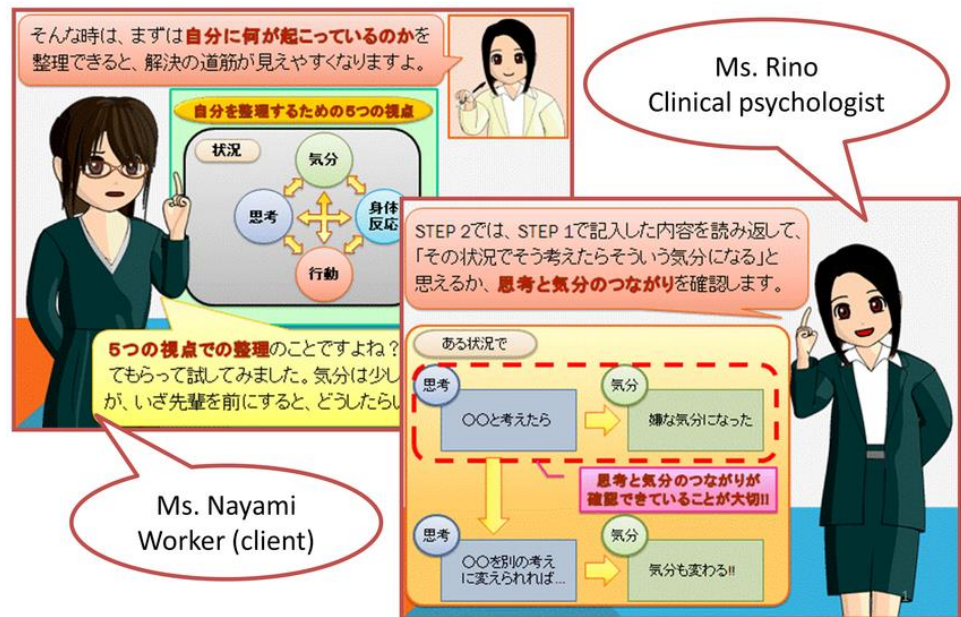 そんな時は、まずは自分に何が起こっているのかを
整理できると、解決の道筋が見えやすくなりますよ。
自分を整理するための5つの視点
状況
気分
思考
身体
反応
行動
5つの視点での整理のことですよね?
てもらって試してみました。気分は少し
が、いざ先輩を前にすると、どうしたらい
Ms. Nayami
Worker (client)
Ms. Rino
Clinical psychologist
STEP 2では、STEP 1で記入した内容を読み返して、
「その状況でそう考えたらそういう気分になる」と
思えるか、思考と気分のつながりを確認します。
ある状況で
思考
〇〇と考えたら
気分
嫌な気分になった
思考と気分のつながりが
確認できていることが大切!!
思考
〇〇を別の考え
に変えられれば...
気分
気分も変わる!!
1